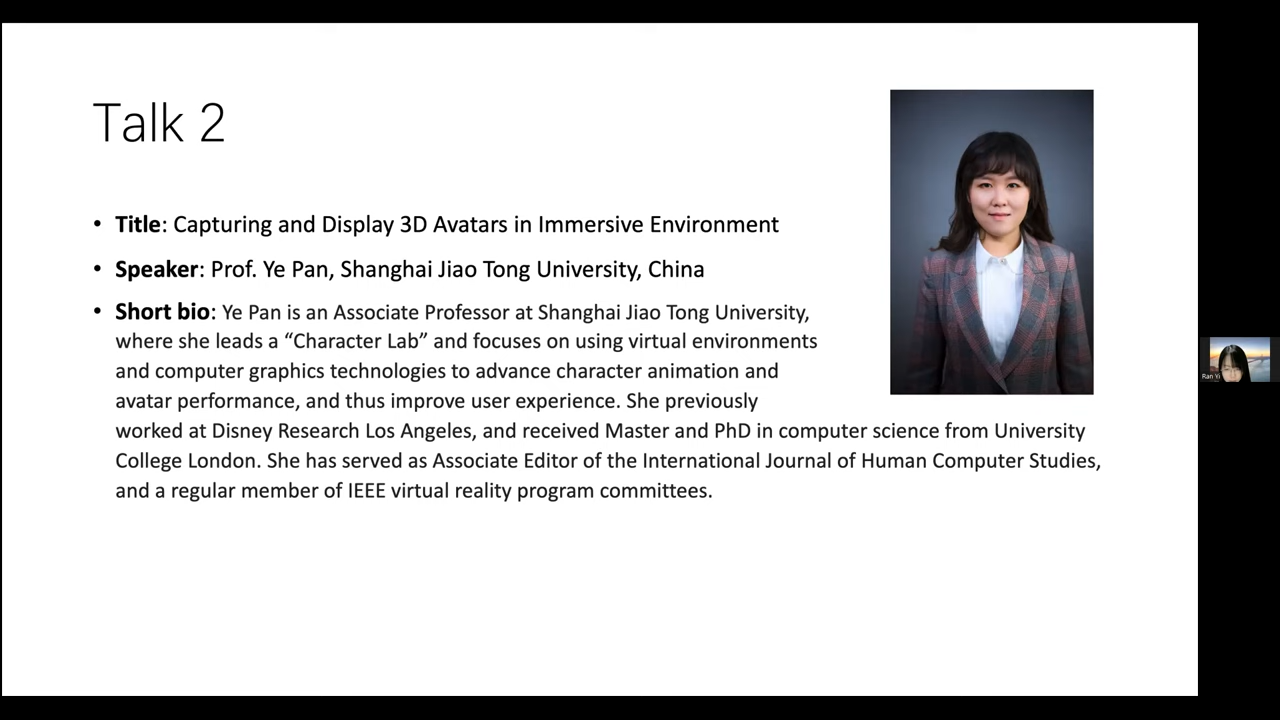 Talk 2
• Title: Capturing and Display 3D Avatars in Immersive Environment
• Speaker: Prof. Ye Pan, Shanghai Jiao Tong University, China
• Short bio: Ye Pan is an Associate Professor at Shanghai Jiao Tong University,
where she leads a “Character Lab” and focuses on using virtual environments
and computer graphics technologies to advance character animation and
avatar performance, and thus improve user experience. She previously
worked at Disney Research Los Angeles, and received Master and PhD in computer science from University
College London. She has served as Associate Editor of the International Journal of Human Computer Studies,
and a regular member of IEEE virtual reality program committees.
Ran Yi